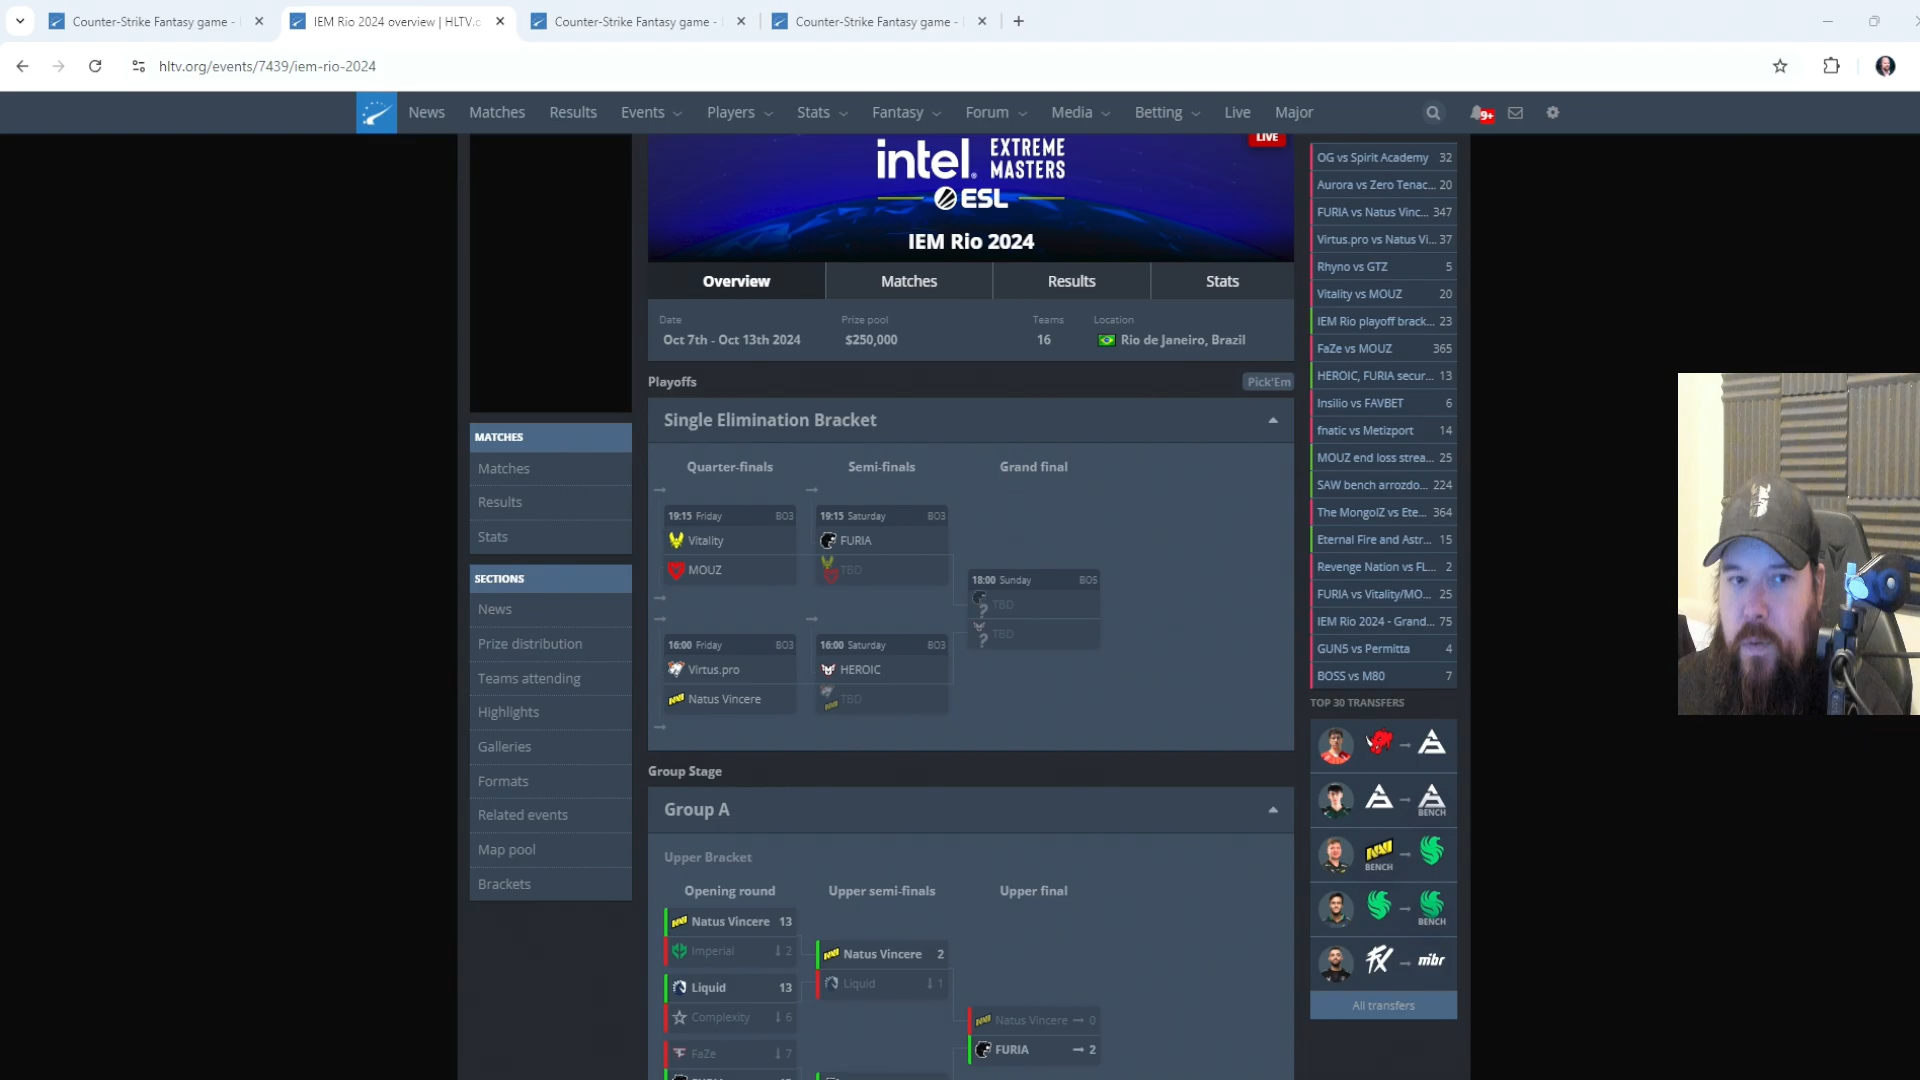 Counter-Strike Fantasy game -
IEM Rio 2024 overview | HLTV.o
Counter-Strike Fantasy game -
Counter-Strike Fantasy game -
hltv.org/events/7439/iem-rio-2024
News
Matches
Results
Events
Players
Stats
Fantasy
Forum
Media
Betting
Live
Major
9+
LIVE
intel. EXTREME MASTERS
ESL
IEM Rio 2024
Overview
Matches
Results
Stats
Date
Prize pool
Teams
Location
Oct 7th - Oct 13th 2024
$250,000
16
Rio de Janeiro, Brazil
Playoffs
Pick'Em
Single Elimination Bracket
Quarter-finals
Semi-finals
Grand final
19:15 Friday BO3
Vitality
MOUZ
19:15 Saturday BO3
FURIA
TBD
18:00 Sunday BO5
TBD
TBD
16:00 Friday BO3
Virtus.pro
Natus Vincere
16:00 Saturday BO3
HEROIC
TBD
Group Stage
Group A
Upper Bracket
Opening round
Upper semi-finals
Upper final
Natus Vincere 13
Imperial 2
Liquid 13
Complexity 6
FaZe 7
Natus Vincere 2
Liquid 1
Natus Vincere 0
FURIA 2
MATCHES
Matches
Results
Stats
SECTIONS
News
Prize distribution
Teams attending
Highlights
Galleries
Formats
Related events
Map pool
Brackets
OG vs Spirit Academy 32
Aurora vs Zero Tenac... 20
FURIA vs Natus Vinc... 347
Virtus.pro vs Natus Vi... 37
Rhyno vs GTZ 5
Vitality vs MOUZ 20
IEM Rio playoff brack... 23
FaZe vs MOUZ 365
HEROIC, FURIA secur... 13
Insilio vs FAVBET 6
fnatic vs Metizport 14
MOUZ end loss strea... 25
SAW bench arrozdo... 224
The MongolZ vs Ete... 364
Eternal Fire and Astr... 15
Revenge Nation vs FL... 2
FURIA vs Vitality/MO... 25
IEM Rio 2024 - Grand... 75
GUN5 vs Permitta 4
BOSS vs M80 7
TOP 30 TRANSFERS
BENCH
BENCH
BENCH
mibr
All transfers